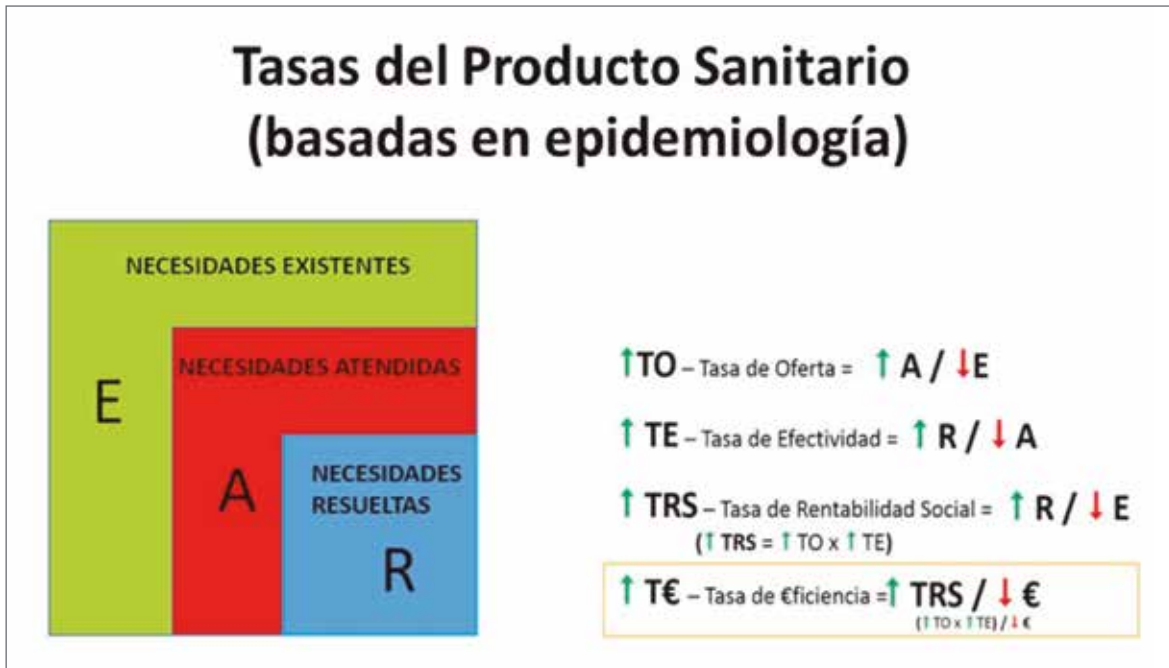 Tasas del Producto Sanitario
(basadas en epidemiología)
NECESIDADES EXISTENTES
E
NECESIDADES ATENDIDAS
A
NECESIDADES
RESUELTAS
R
↑TO – Tasa de Oferta = ↑ A / ↓E
↑ TE – Tasa de Efectividad = ↑ R / ↓ A
↑ TRS – Tasa de Rentabilidad Social = ↑ R / ↓ E
(↑ TRS = ↑ TO x ↑ TE)
↑ T€ – Tasa de €ficiencia =↑ TRS / ↓ €
(↑ TO x ↑ TE) / ↓ €